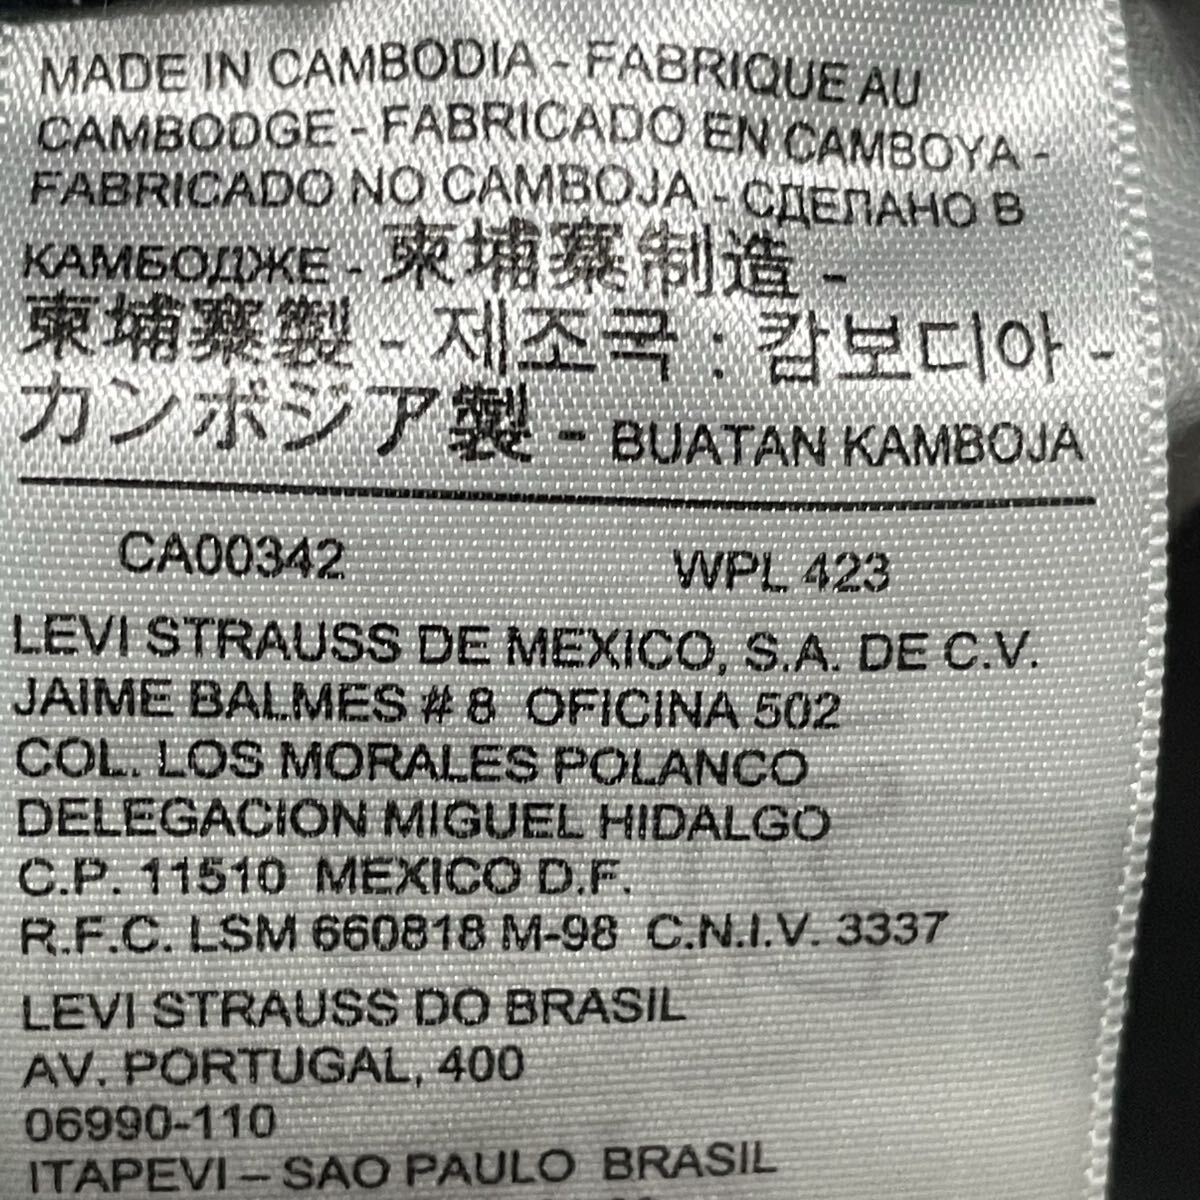 MADE IN CAMBODIA - FABRIQUE AU
CAMBODGE - FABRICADO EN CAMBOYA -
FABRICADO NO CAMBOJA - СДЕЛАНО В
КАМБОДЖЕ - 柬埔寨制造 -
柬埔寨製 - 제조국 : 캄보디아 -
カンボジア製 - BUATAN KAMBOJA
CA00342 WPL 423
LEVI STRAUSS DE MEXICO, S.A. DE C.V.
JAIME BALMES # 8 OFICINA 502
COL. LOS MORALES POLANCO
DELEGACION MIGUEL HIDALGO
C.P. 11510 MEXICO D.F.
R.F.C. LSM 660818 M-98 C.N.I.V. 3337
LEVI STRAUSS DO BRASIL
AV. PORTUGAL, 400
06990-110
ITAPEVI – SAO PAULO BRASIL